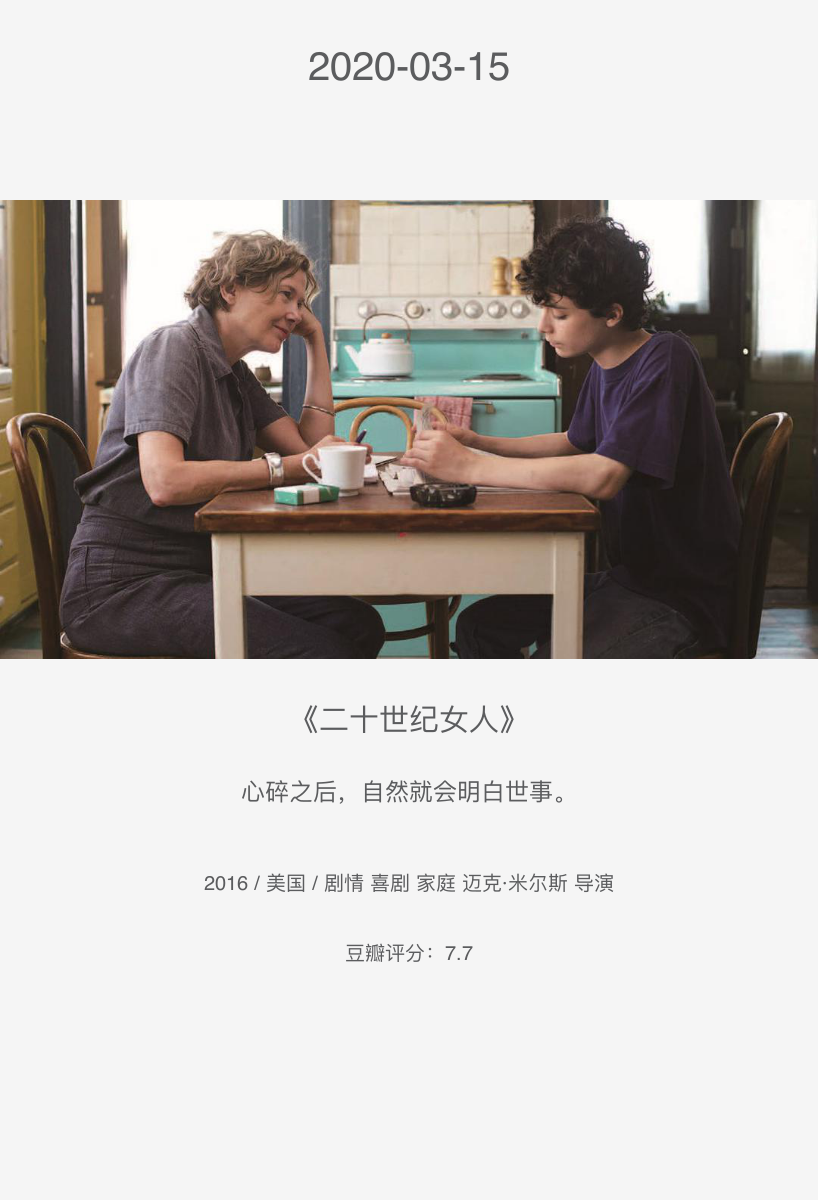 2020-03-15
《二十世纪女人》
心碎之后，自然就会明白世事。
2016 / 美国 / 剧情 喜剧 家庭 迈克·米尔斯 导演
豆瓣评分：7.7